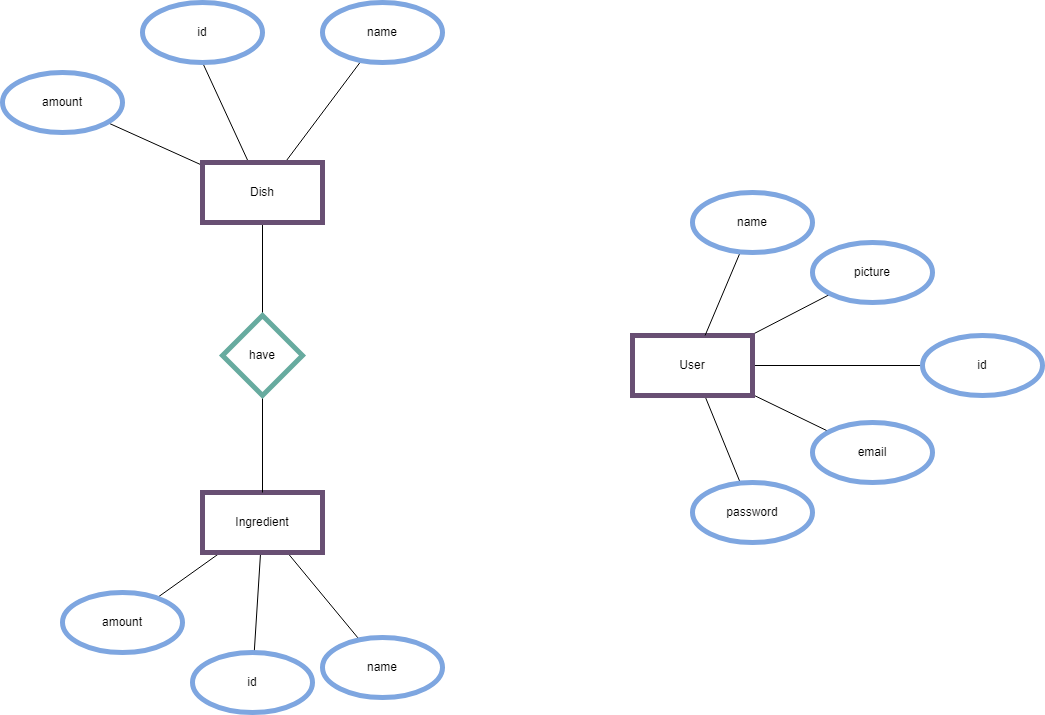 id
name
amount
Dish
name
picture
have
User
id
email
password
Ingredient
amount
name
id